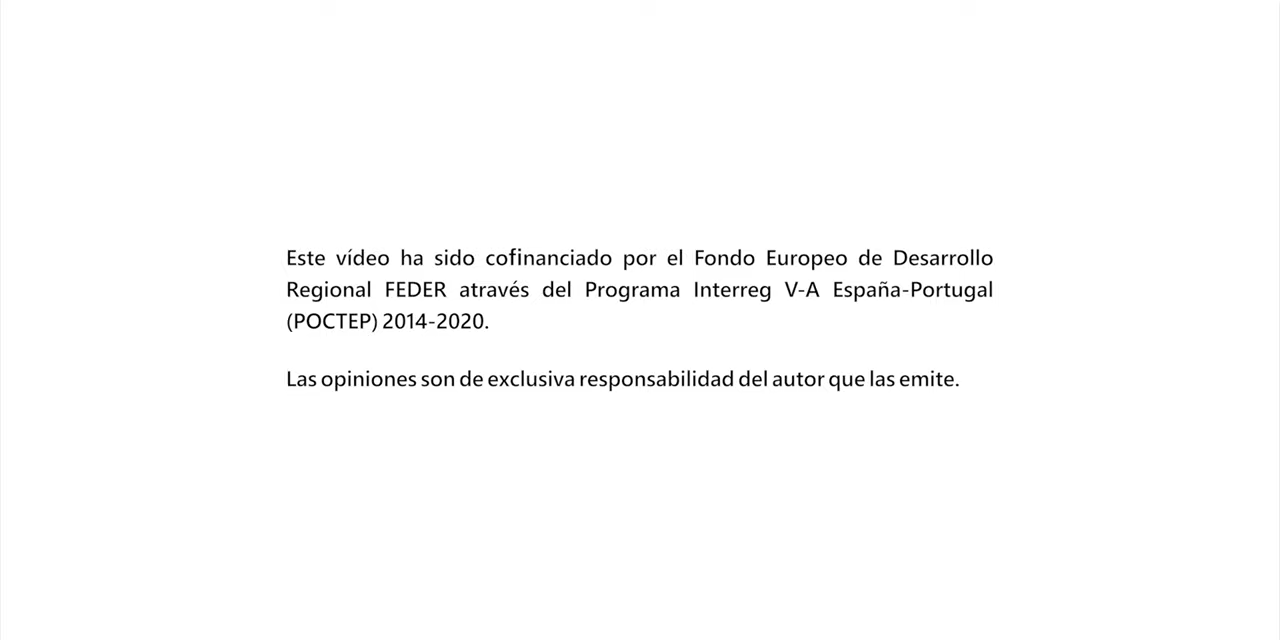 Este vídeo ha sido cofinanciado por el Fondo Europeo de Desarrollo
Regional FEDER através del Programa Interreg V-A España-Portugal
(POCTEP) 2014-2020.
Las opiniones son de exclusiva responsabilidad del autor que las emite.